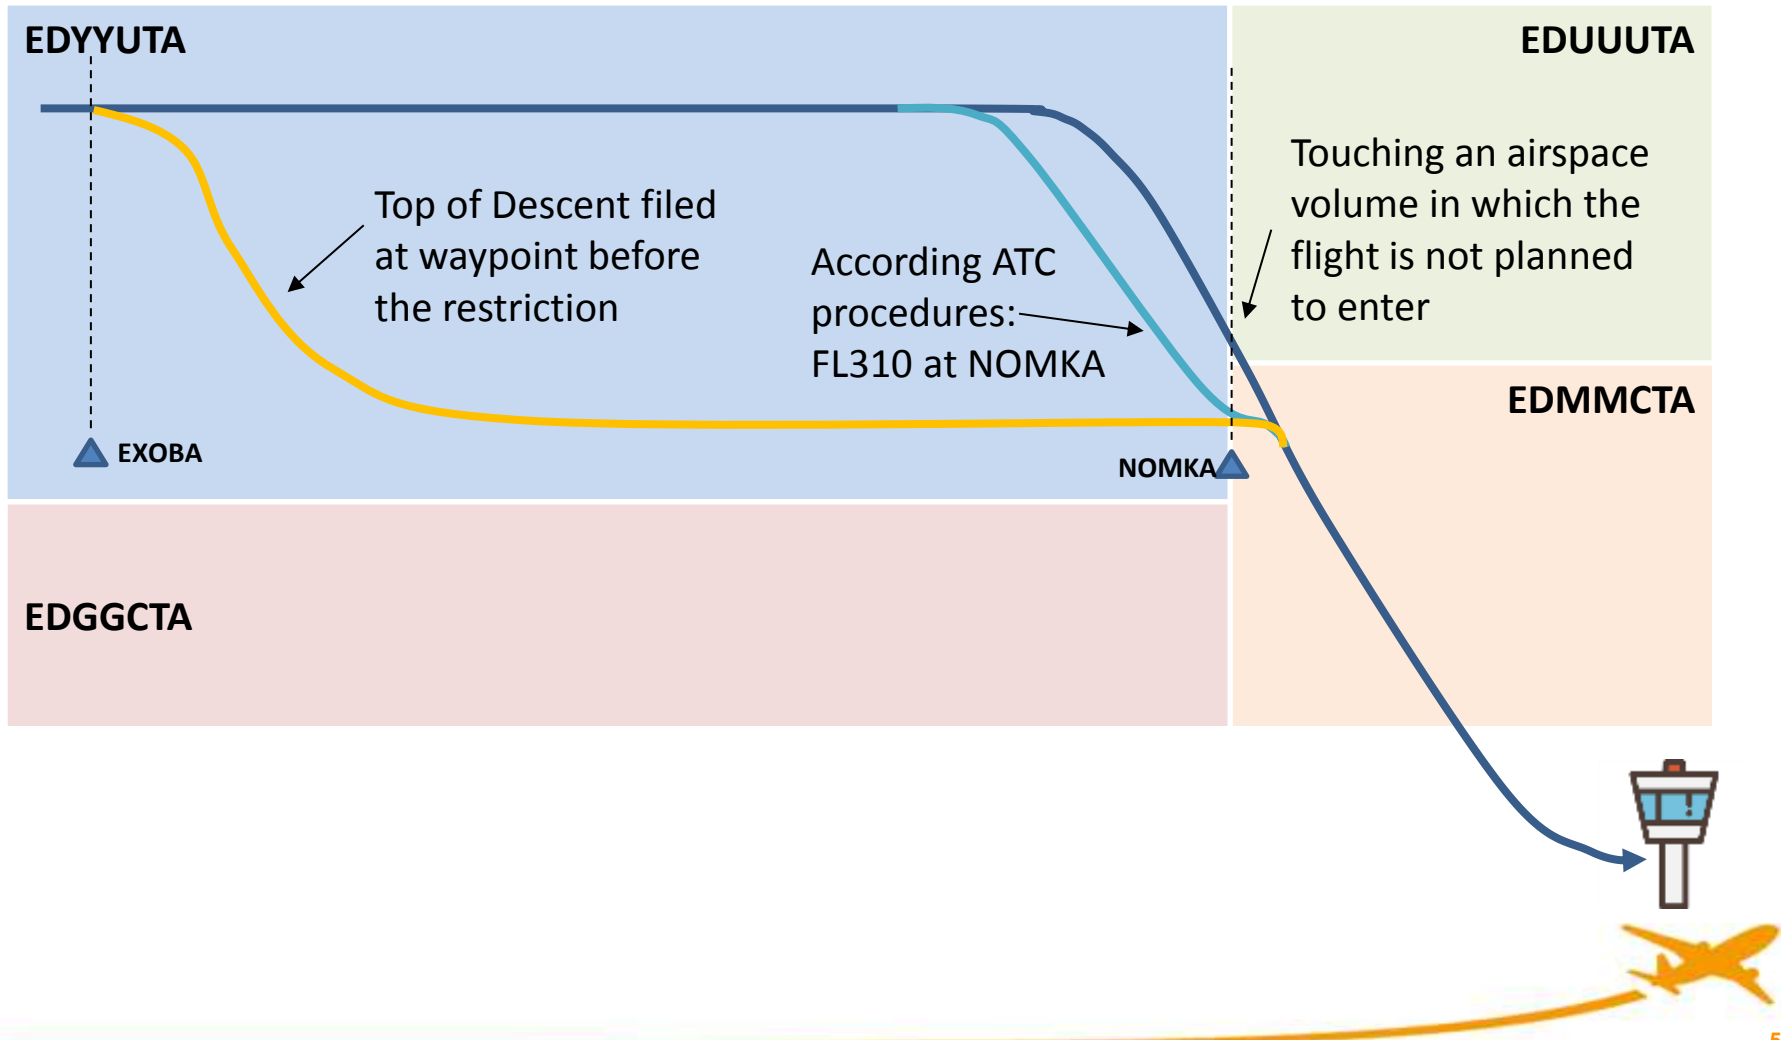 EDYYUTA
EDUUUTA
Touching an airspace
volume in which the
flight is not planned
to enter
Top of Descent filed
at waypoint before
the restriction
According ATC
procedures:
FL310 at NOMKA
EDMMCTA
EXOBA
NOMKA
EDGGCTA
5